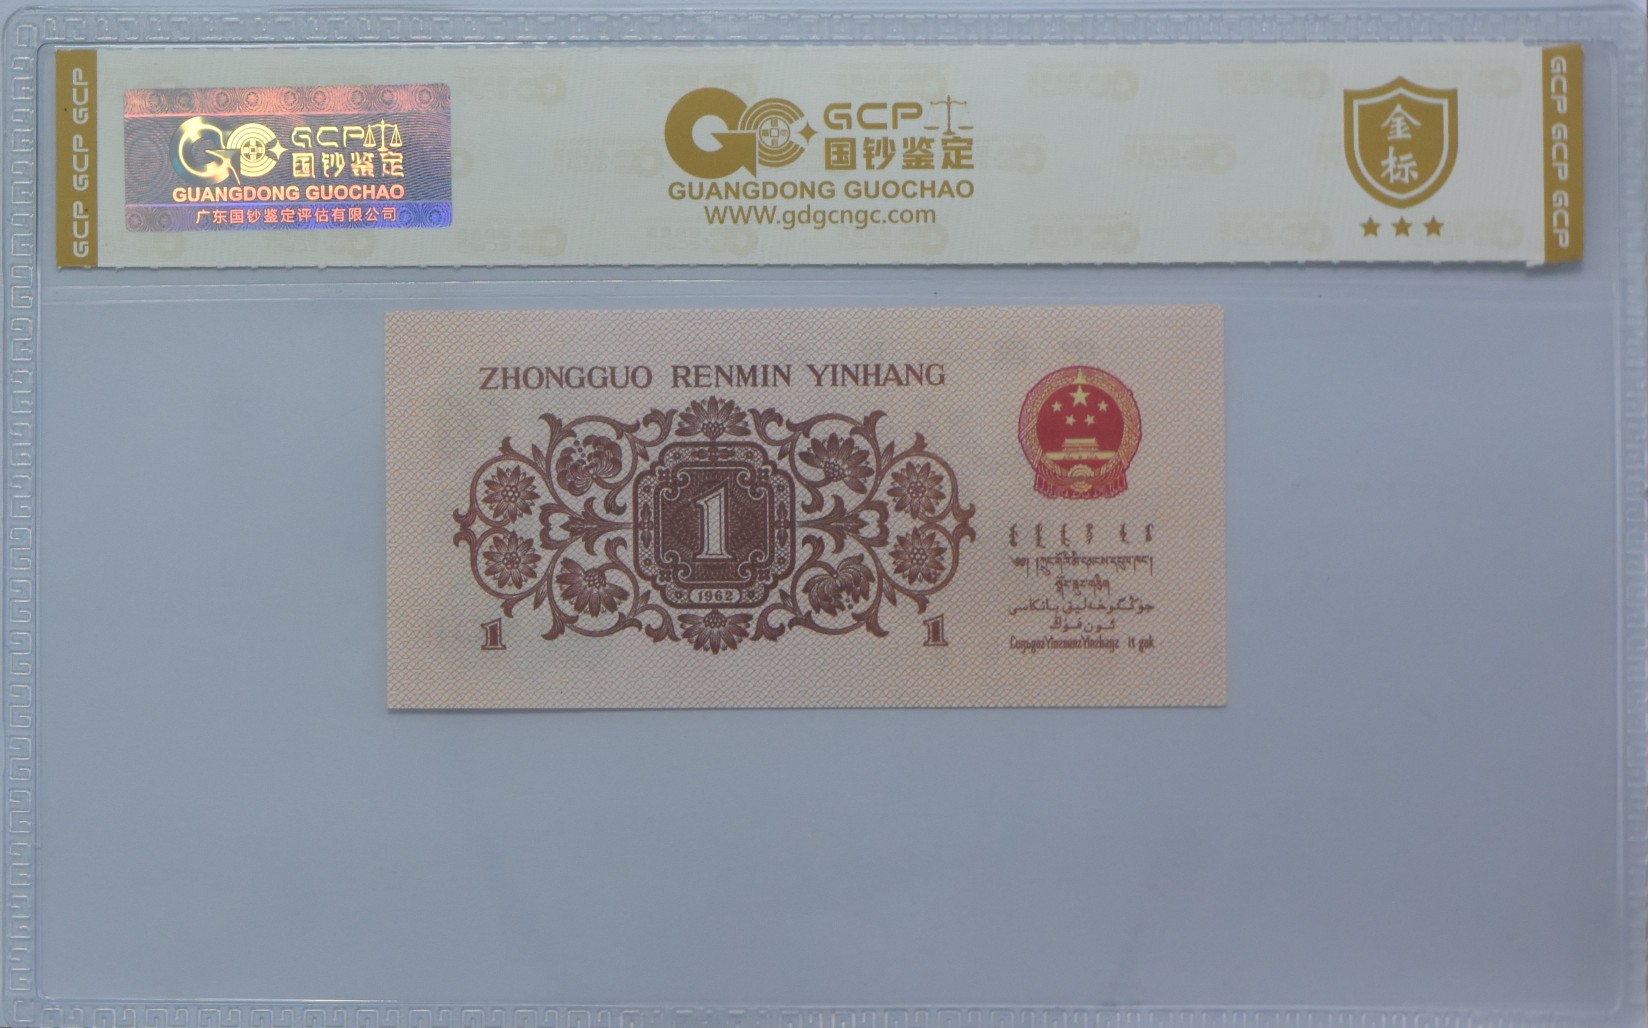 GCP GCP GCP
GCP
国钞鉴定
GUANGDONG GUOCHAO
广东国钞鉴定评估有限公司
GCP
国钞鉴定
GUANGDONG GUOCHAO
WWW.gdgcngc.com
金
标
GCP GCP GCP
ZHONGGUO RENMIN YINHANG
1
1962
1
1